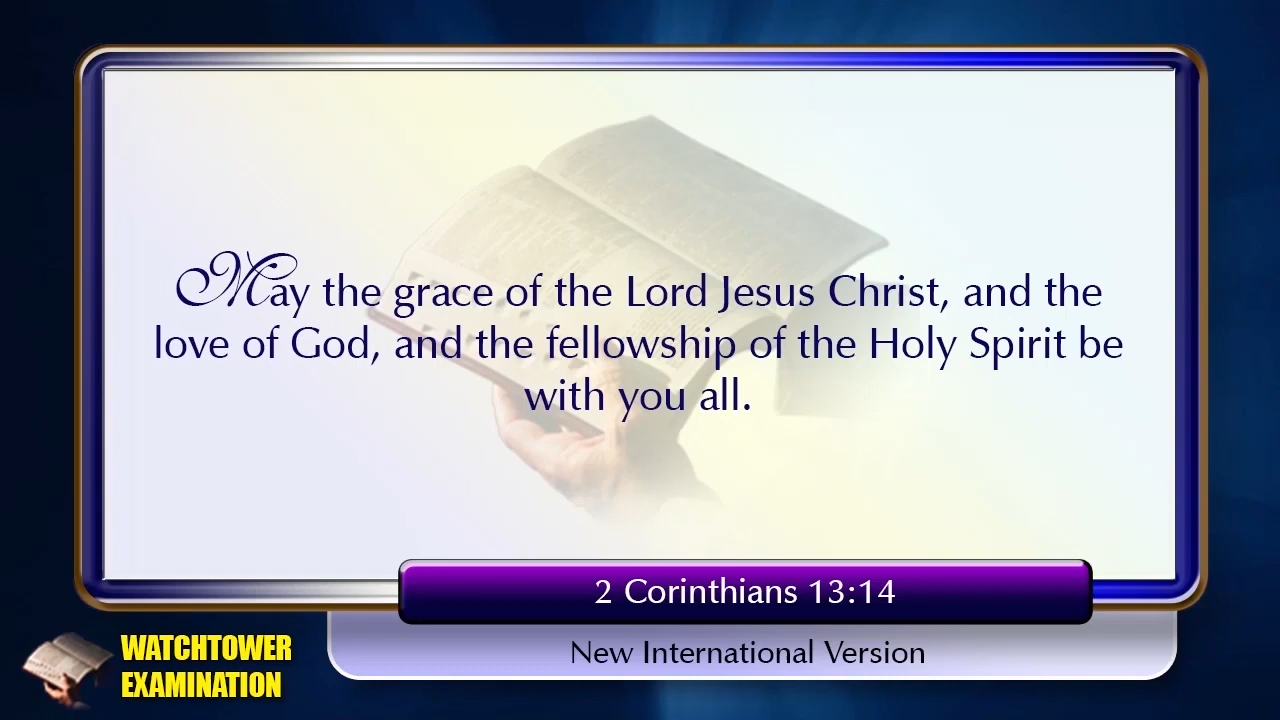 May the grace of the Lord Jesus Christ, and the
love of God, and the fellowship of the Holy Spirit be
with you all.
2 Corinthians 13:14
New International Version
WATCHTOWER
EXAMINATION